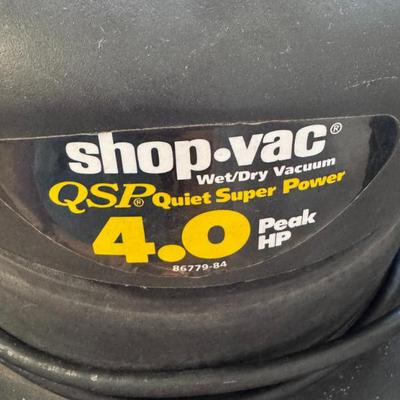 shop•vac®
Wet/Dry Vacuum
QSP® Quiet Super Power
4.0 Peak HP
86779-84